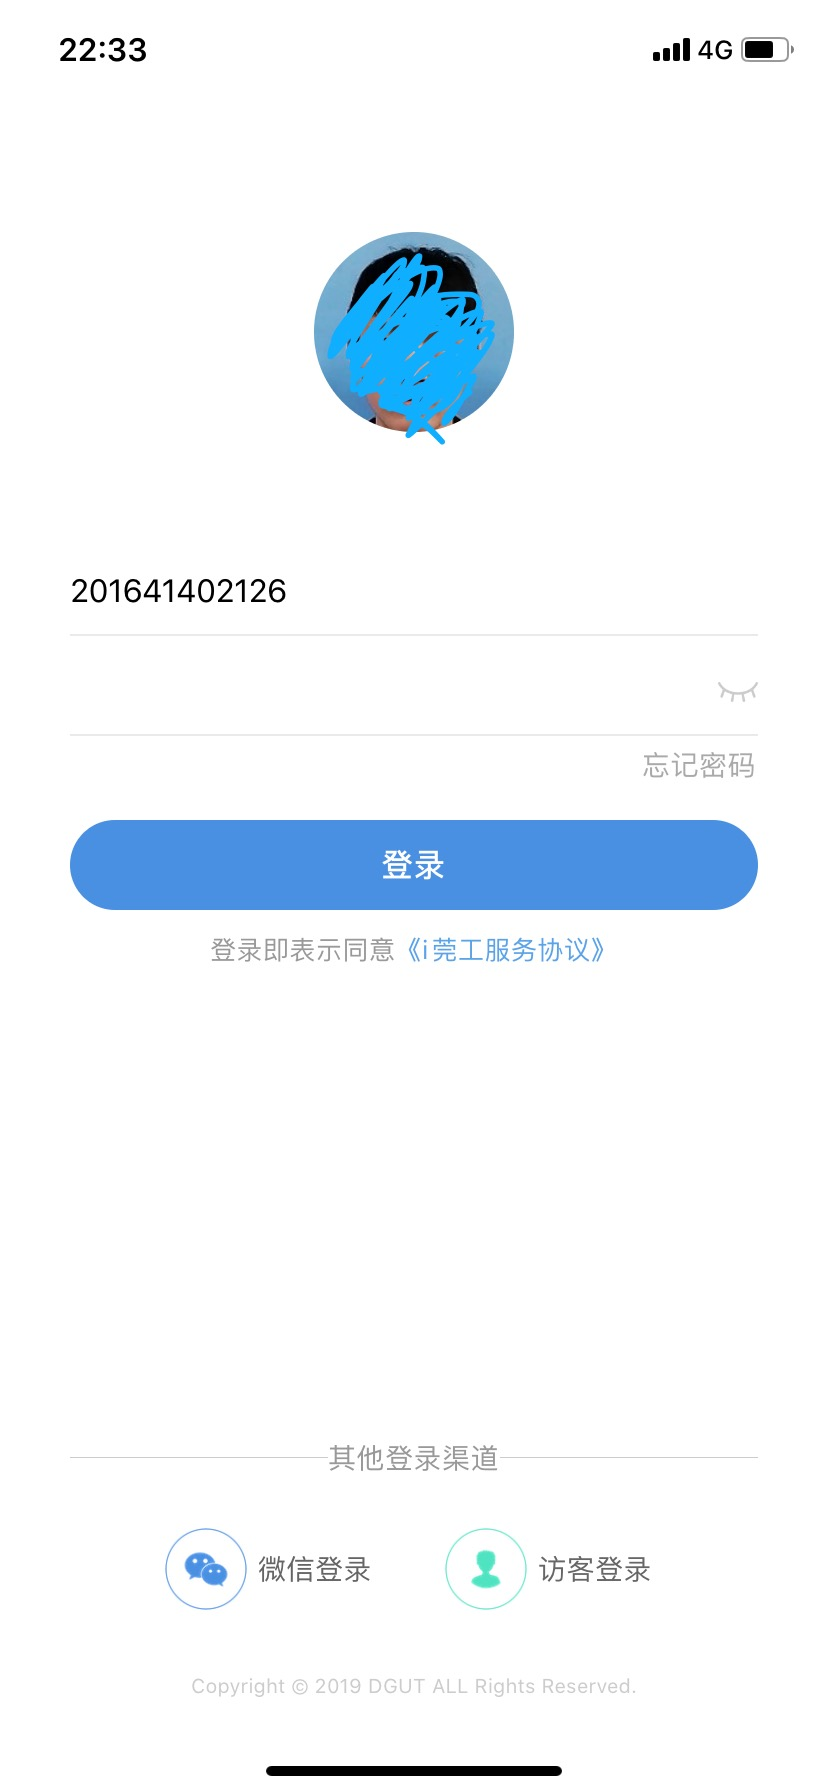 22:33 4G
201641402126
忘记密码
登录
登录即表示同意《i莞工服务协议》
其他登录渠道
微信登录 访客登录
Copyright © 2019 DGUT ALL Rights Reserved.